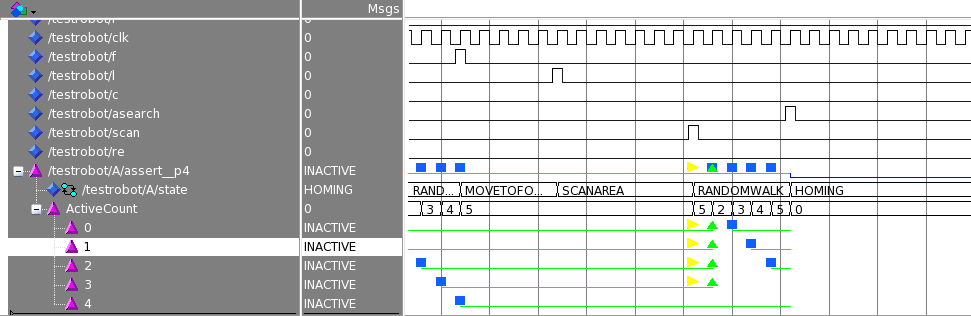 Msgs
/testrobot/r
/testrobot/clk 0
/testrobot/f 0
/testrobot/l 0
/testrobot/c 0
/testrobot/asearch 0
/testrobot/scan 0
/testrobot/re 0
/testrobot/A/assert__p4 INACTIVE
/testrobot/A/state HOMING RAND... MOVETOFO... SCANAREA RANDOMWALK HOMING
ActiveCount 0 3 4 5 5 2 3 4 5 0
0 INACTIVE
1 INACTIVE
2 INACTIVE
3 INACTIVE
4 INACTIVE